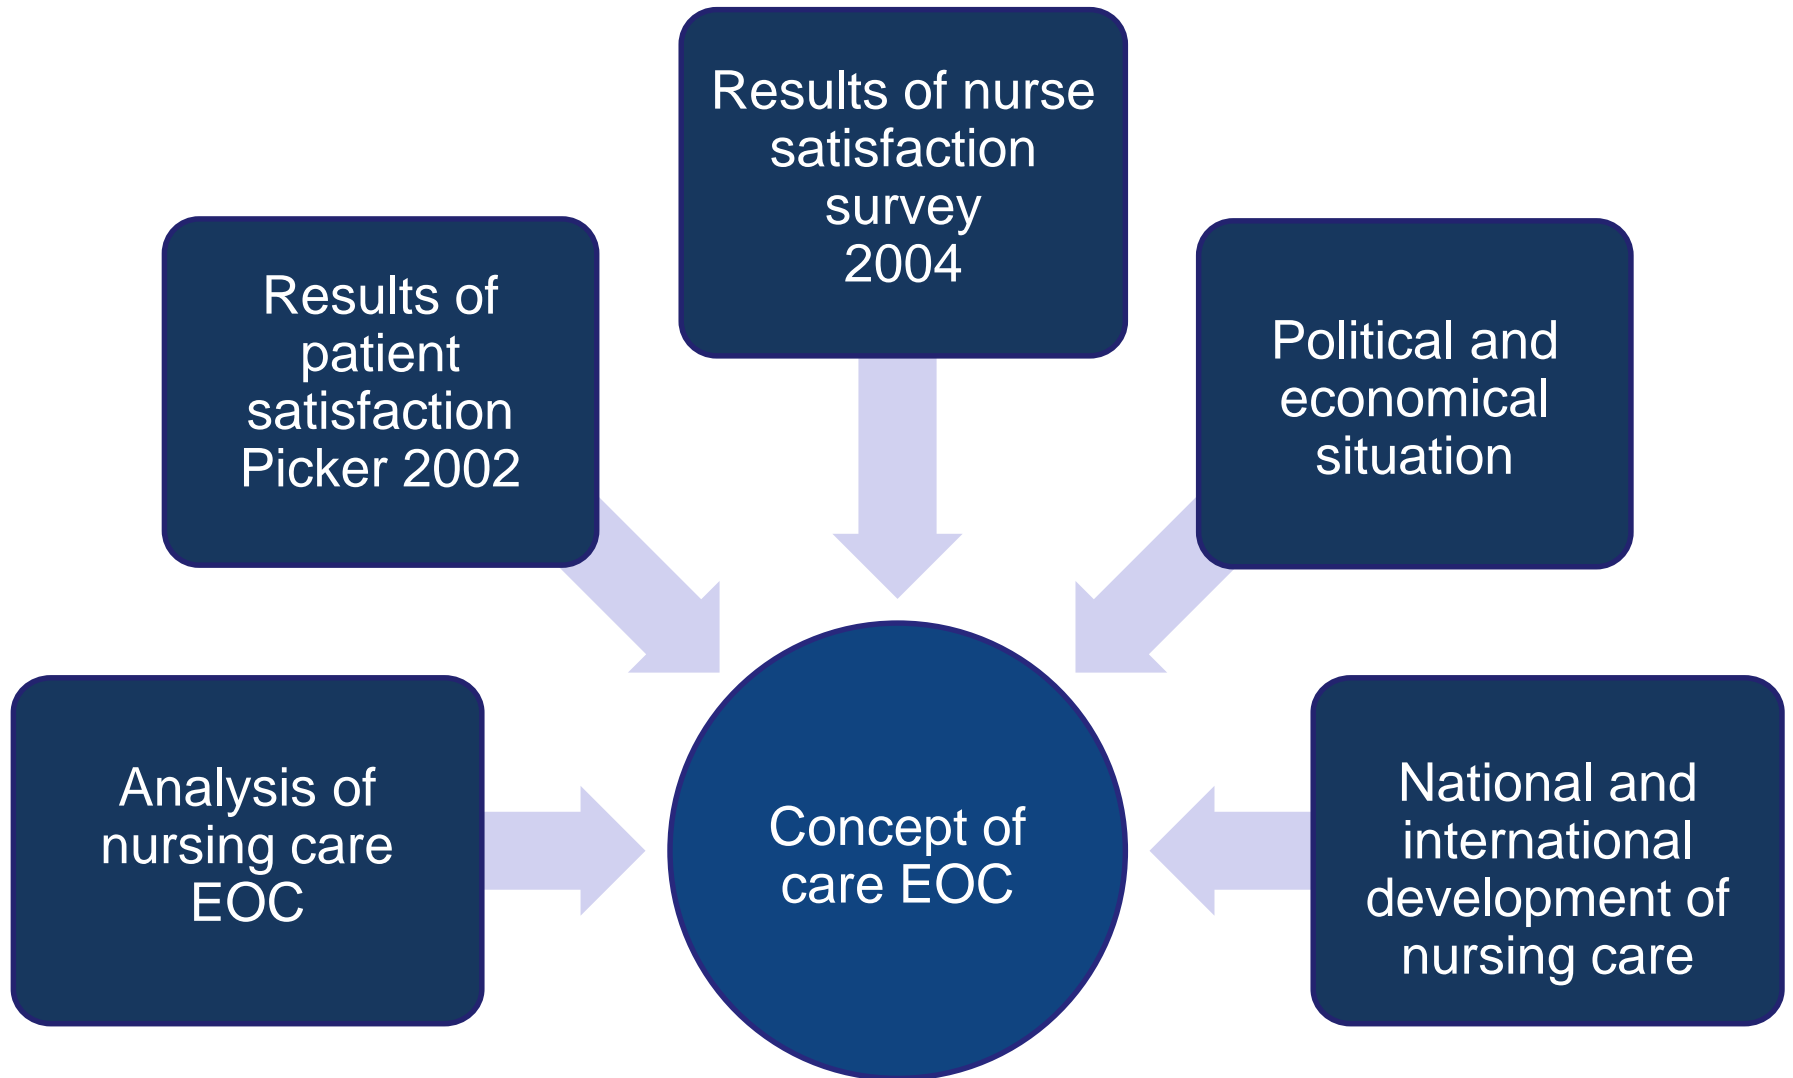 Results of nurse
satisfaction
survey
2004
Results of
patient
satisfaction
Picker 2002
Political and
economical
situation
Analysis of
nursing care
EOC
Concept of
care EOC
National and
international
development of
nursing care